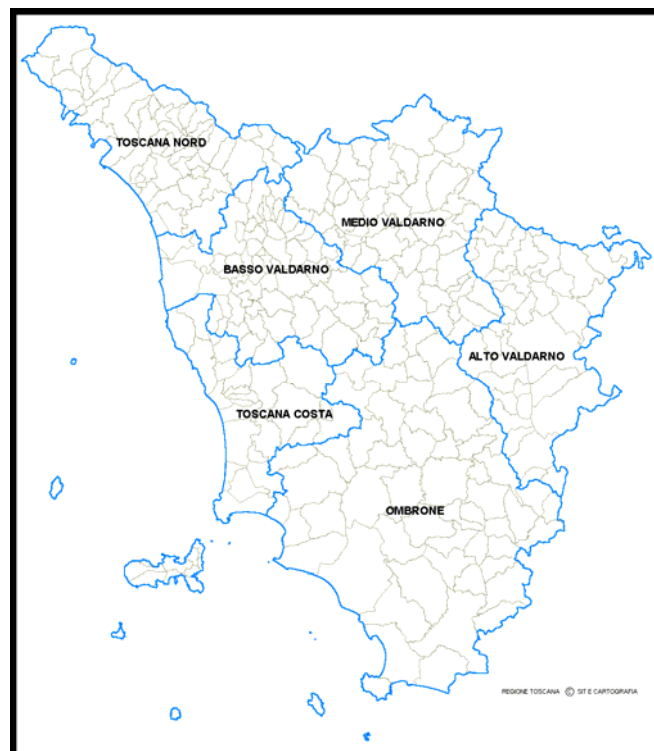 TOSCANA NORD
MEDIO VALDARNO
BASSO VALDARNO
ALTO VALDARNO
TOSCANA COSTA
OMBRONE
REGIONE TOSCANA © SIT E CARTOGRAFIA